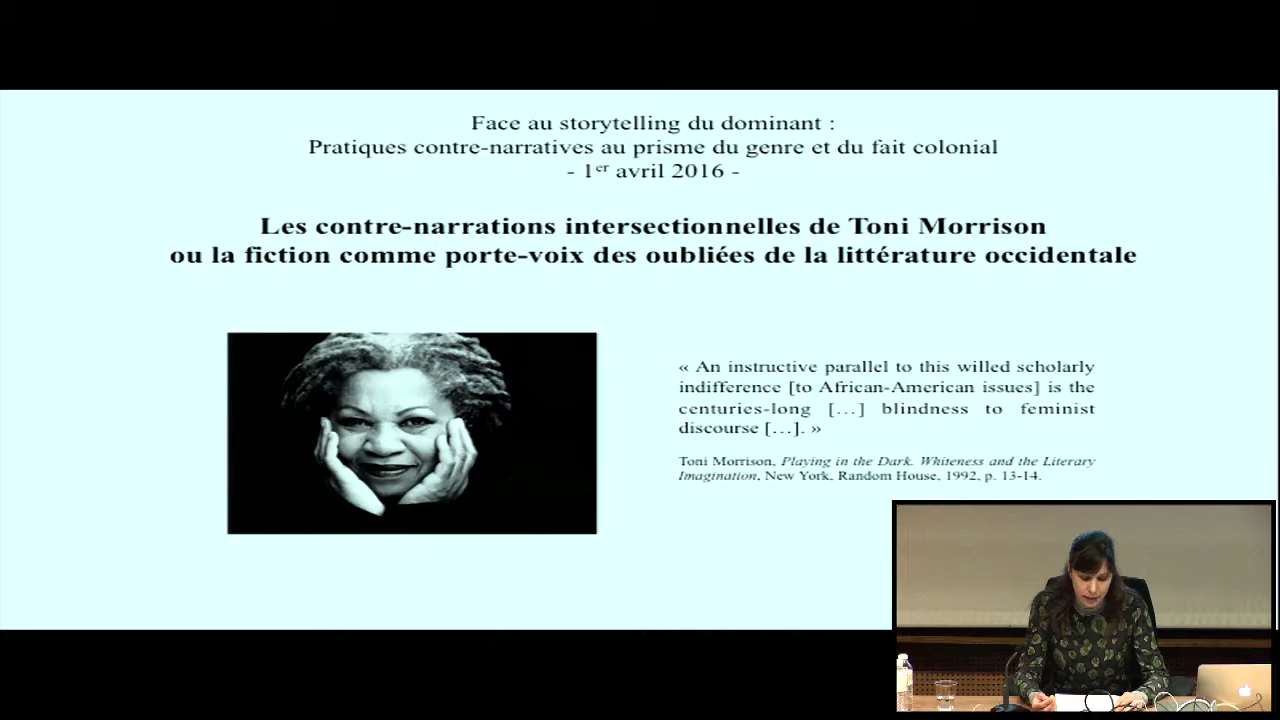 Face au storytelling du dominant :
Pratiques contre-narratives au prisme du genre et du fait colonial
- 1er avril 2016 -
Les contre-narrations intersectionnelles de Toni Morrison
ou la fiction comme porte-voix des oubliées de la littérature occidentale
« An instructive parallel to this willed scholarly
indifference [to African-American issues] is the
centuries-long [...] blindness to feminist
discourse [...]. »
Toni Morrison, Playing in the Dark. Whiteness and the Literary
Imagination, New York, Random House, 1992, p. 13-14.